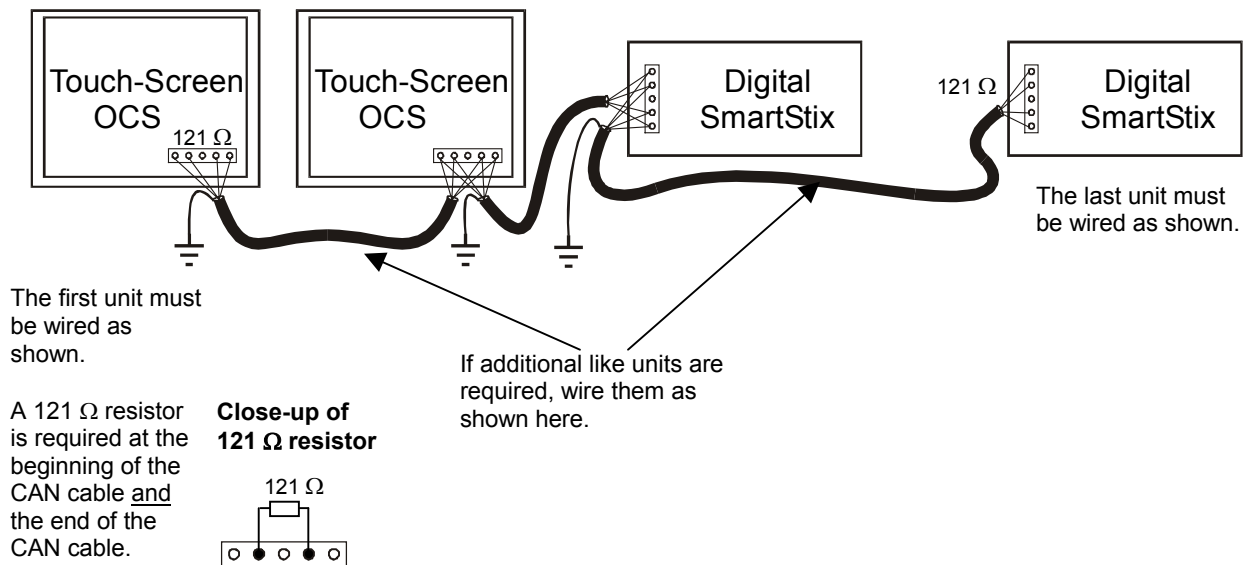 Touch-Screen
OCS
121 Ω
Touch-Screen
OCS
Digital
SmartStix
121 Ω
Digital
SmartStix
The last unit must
be wired as shown.
The first unit must
be wired as
shown.
If additional like units are
required, wire them as
shown here.
A 121 Ω resistor
is required at the
beginning of the
CAN cable and
the end of the
CAN cable.
Close-up of
121 Ω resistor
121 Ω